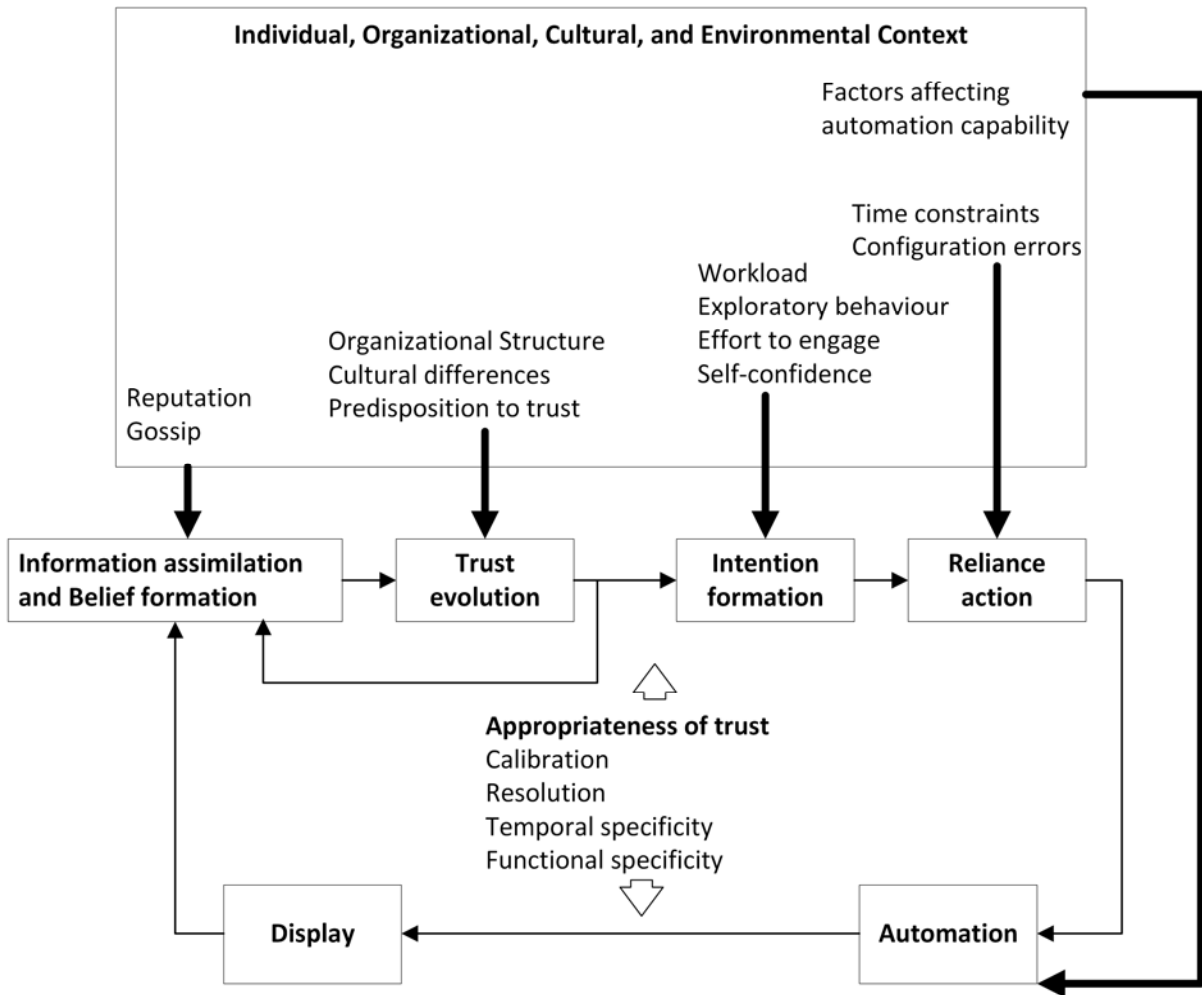 Individual, Organizational, Cultural, and Environmental Context
Factors affecting
automation capability
Time constraints
Configuration errors
Workload
Exploratory behaviour
Effort to engage
Self-confidence
Organizational Structure
Cultural differences
Predisposition to trust
Reputation
Gossip
Information assimilation
and Belief formation
Trust
evolution
Intention
formation
Reliance
action
Appropriateness of trust
Calibration
Resolution
Temporal specificity
Functional specificity
Display
Automation